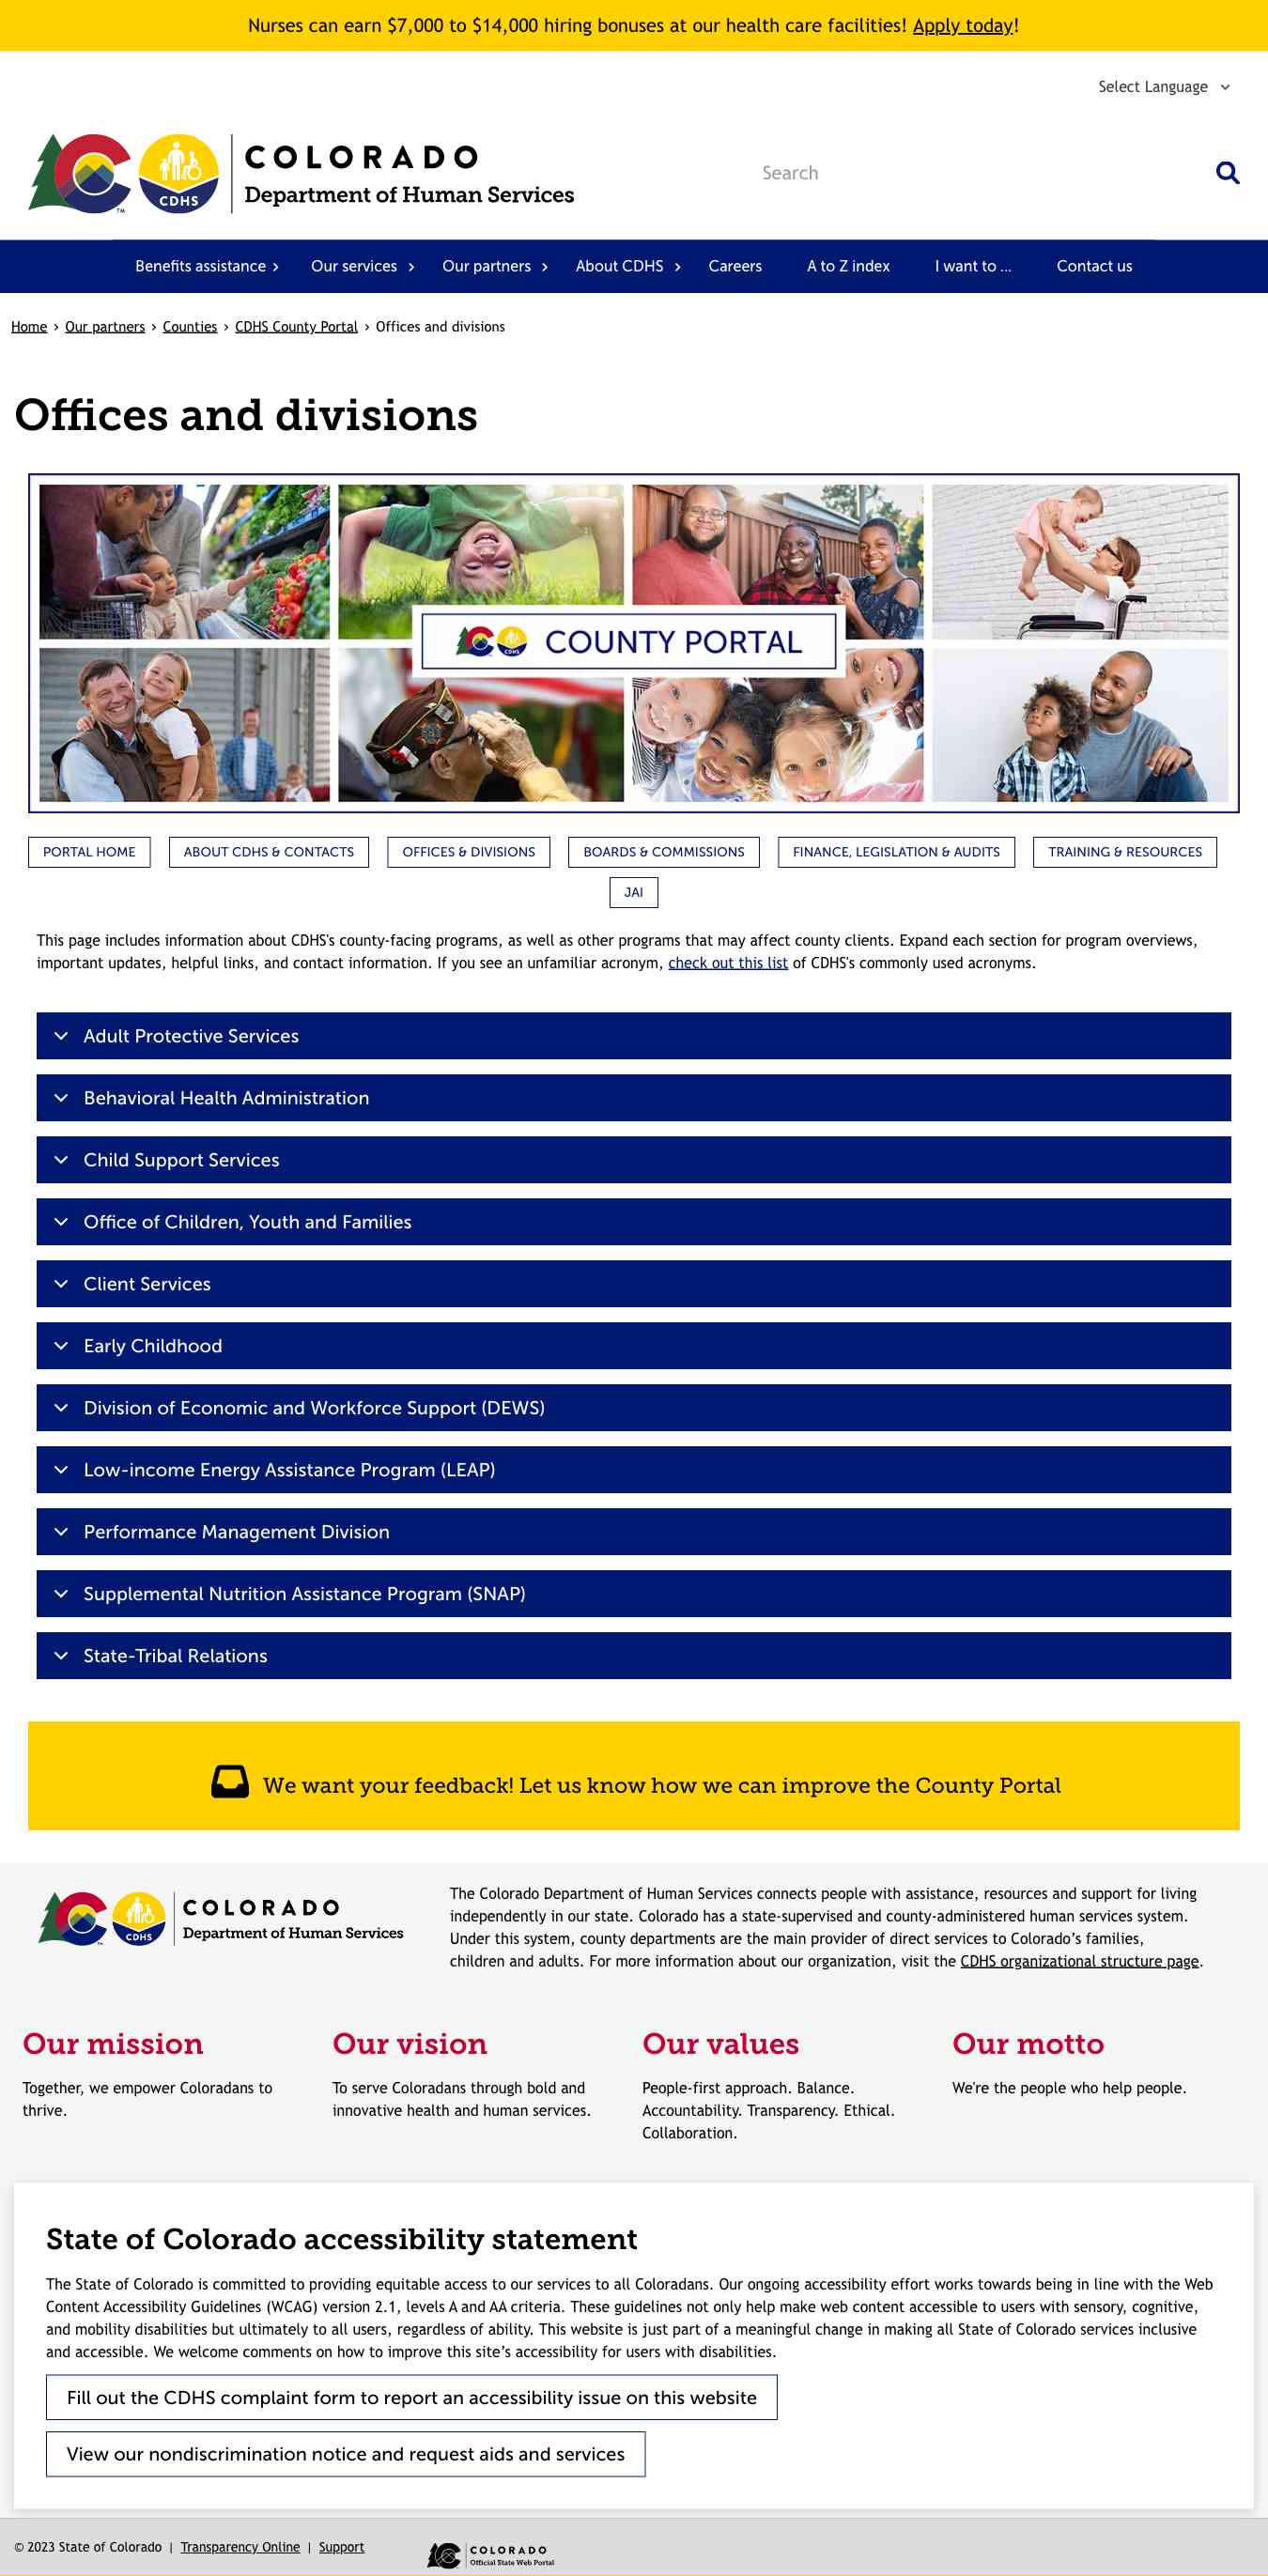 Nurses can earn $7,000 to $14,000 hiring bonuses at our health care facilities! Apply today!
Select Language
CDHS
TM
COLORADO
Department of Human Services
Search
Benefits assistance › Our services › Our partners › About CDHS › Careers A to Z index I want to ... Contact us
Home › Our partners › Counties › CDHS County Portal › Offices and divisions
Offices and divisions
CDHS COUNTY PORTAL
PORTAL HOME ABOUT CDHS & CONTACTS OFFICES & DIVISIONS BOARDS & COMMISSIONS FINANCE, LEGISLATION & AUDITS TRAINING & RESOURCES
JAI
This page includes information about CDHS's county-facing programs, as well as other programs that may affect county clients. Expand each section for program overviews,
important updates, helpful links, and contact information. If you see an unfamiliar acronym, check out this list of CDHS's commonly used acronyms.
Adult Protective Services
Behavioral Health Administration
Child Support Services
Office of Children, Youth and Families
Client Services
Early Childhood
Division of Economic and Workforce Support (DEWS)
Low-income Energy Assistance Program (LEAP)
Performance Management Division
Supplemental Nutrition Assistance Program (SNAP)
State-Tribal Relations
We want your feedback! Let us know how we can improve the County Portal
CDHS
COLORADO
Department of Human Services
The Colorado Department of Human Services connects people with assistance, resources and support for living
independently in our state. Colorado has a state-supervised and county-administered human services system.
Under this system, county departments are the main provider of direct services to Colorado’s families,
children and adults. For more information about our organization, visit the CDHS organizational structure page.
Our mission
Together, we empower Coloradans to
thrive.
Our vision
To serve Coloradans through bold and
innovative health and human services.
Our values
People-first approach. Balance.
Accountability. Transparency. Ethical.
Collaboration.
Our motto
We're the people who help people.
State of Colorado accessibility statement
The State of Colorado is committed to providing equitable access to our services to all Coloradans. Our ongoing accessibility effort works towards being in line with the Web
Content Accessibility Guidelines (WCAG) version 2.1, levels A and AA criteria. These guidelines not only help make web content accessible to users with sensory, cognitive,
and mobility disabilities but ultimately to all users, regardless of ability. This website is just part of a meaningful change in making all State of Colorado services inclusive
and accessible. We welcome comments on how to improve this site’s accessibility for users with disabilities.
Fill out the CDHS complaint form to report an accessibility issue on this website
View our nondiscrimination notice and request aids and services
© 2023 State of Colorado | Transparency Online | Support
COLORADO
Official State Web Portal